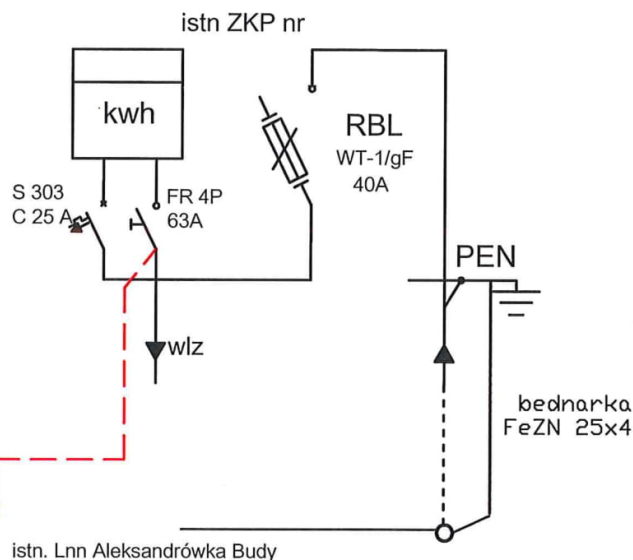 istn ZKP nr
kwh
RBL
WT-1/gF
40A
S 303
C 25 A
FR 4P
63A
PEN
wlz
bednarka
FeZN 25x4
istn. Lnn Aleksandrówka Budy